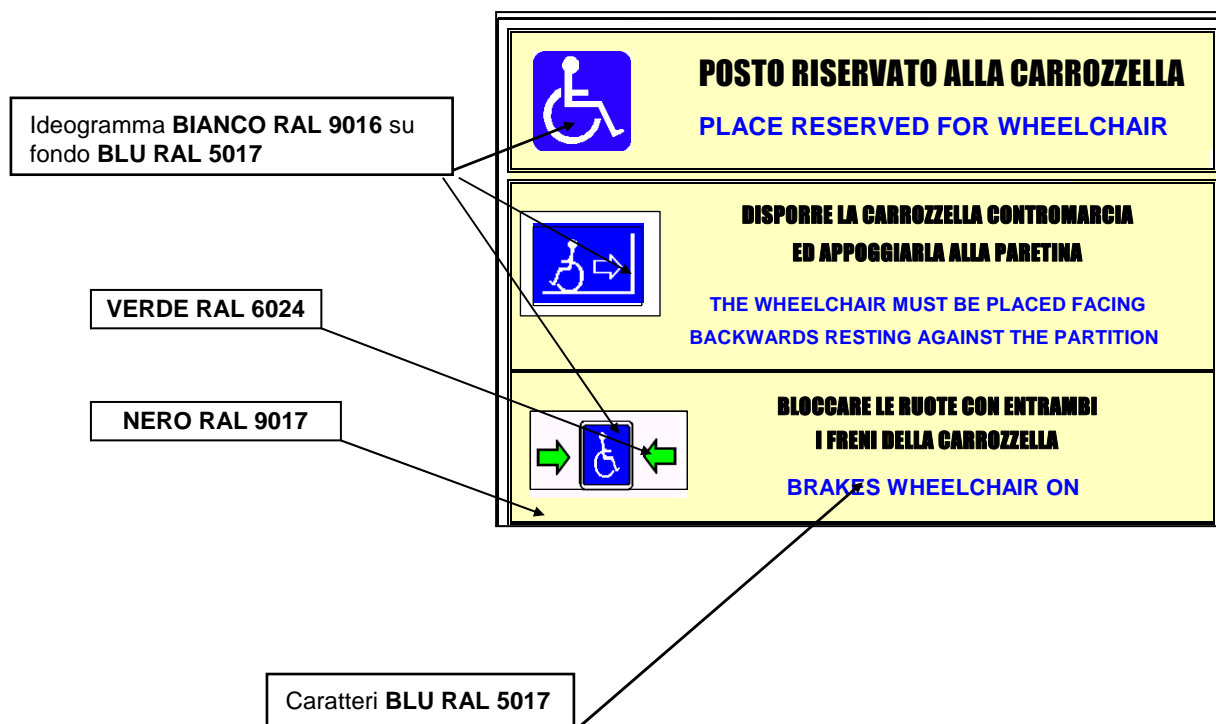 POSTO RISERVATO ALLA CARROZZELLA
PLACE RESERVED FOR WHEELCHAIR
Ideogramma BIANCO RAL 9016 su
fondo BLU RAL 5017
DISPORRE LA CARROZZELLA CONTROMARCIA
ED APPOGGIARLA ALLA PARETINA
THE WHEELCHAIR MUST BE PLACED FACING
BACKWARDS RESTING AGAINST THE PARTITION
VERDE RAL 6024
NERO RAL 9017
BLOCCARE LE RUOTE CON ENTRAMBI
I FRENI DELLA CARROZZELLA
BRAKES WHEELCHAIR ON
Caratteri BLU RAL 5017